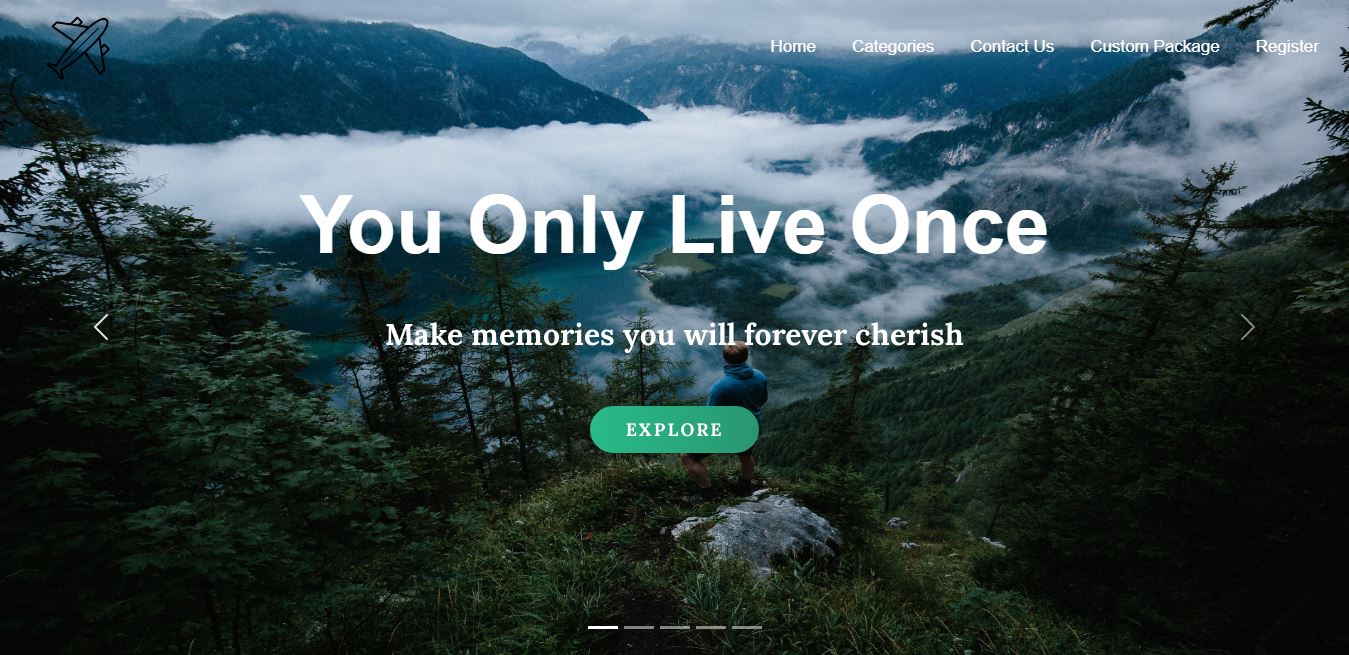 Home Categories Contact Us Custom Package Register
You Only Live Once
Make memories you will forever cherish
EXPLORE